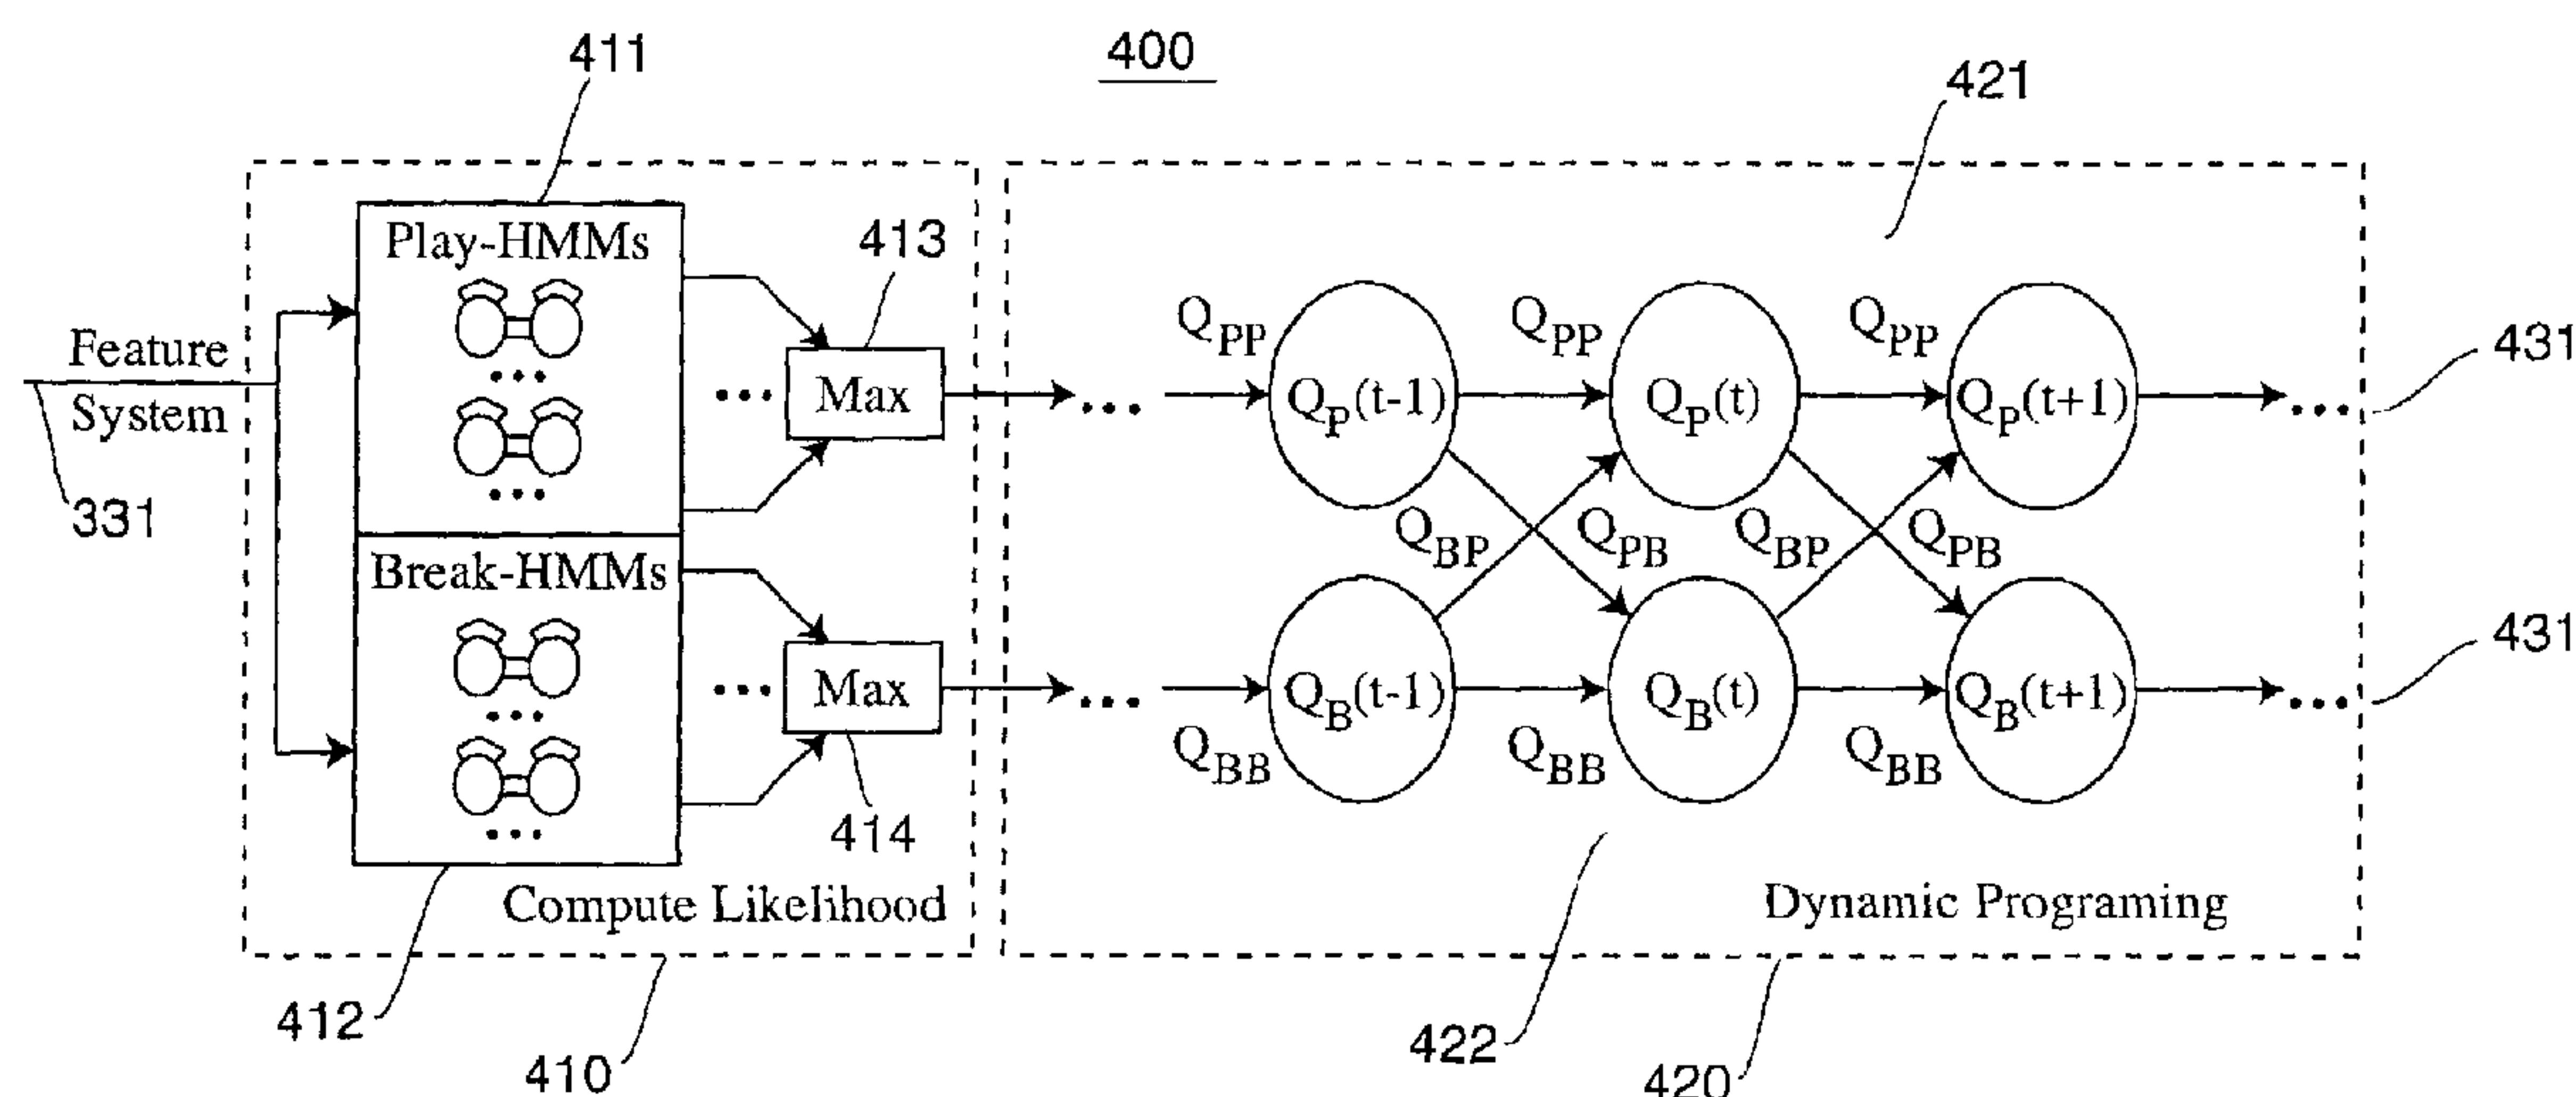 400
411
421
Play-HMMs
413
Feature
System
331
Max
Q_PP Q_PP Q_PP
Q_P(t-1) Q_P(t) Q_P(t+1)
431
Break-HMMs
Q_BP Q_PB Q_BP Q_PB
Max
Q_B(t-1) Q_B(t) Q_B(t+1)
431
Q_BB Q_BB Q_BB
414
Compute Likelihood
Dynamic Programing
412
410
422
420